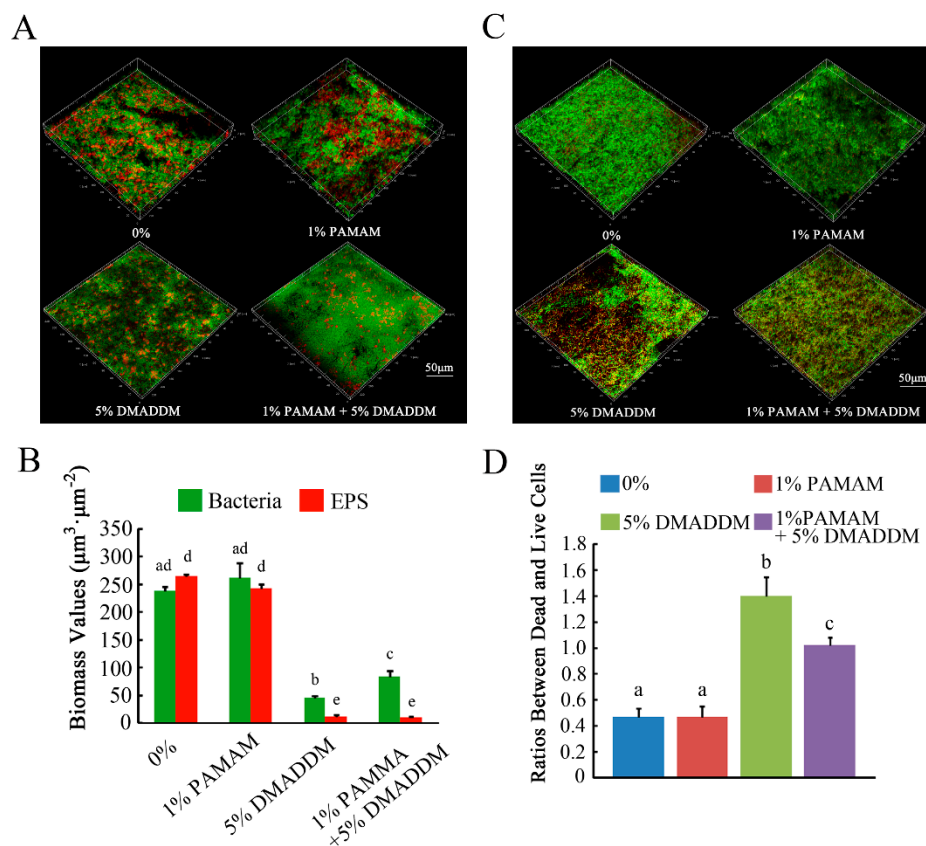 A
0%
1% PAMAM
5% DMADDM
1% PAMAM + 5% DMADDM
50μm
C
0%
1% PAMAM
5% DMADDM
1% PAMAM + 5% DMADDM
50μm
B
Bacteria
EPS
Biomass Values (μm³·μm⁻²)
350
300
250
200
150
100
50
0
ad
d
ad
d
b
e
c
e
0%
1% PAMAM
5% DMADDM
1% PAMMA
+5% DMADDM
D
0%
1% PAMAM
5% DMADDM
1%PAMAM
+ 5% DMADDM
Ratios Between Dead and Live Cells
1.8
1.6
1.4
1.2
1.0
0.8
0.6
0.4
0.2
0
a
a
b
c